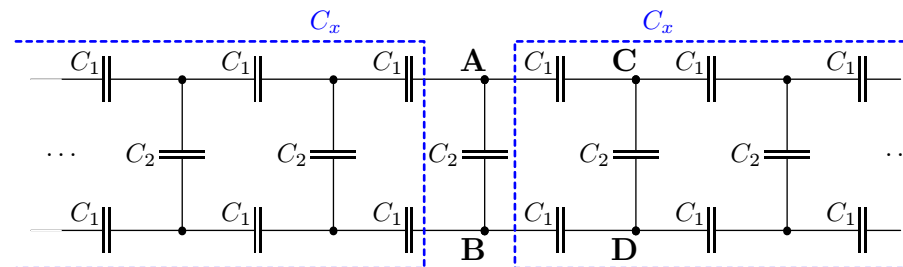 C_x C_x
C_1 C_1 C_1 A C_1 C C_1 C_1
... C_2 C_2 C_2 C_2 C_2 ..
C_1 C_1 C_1 C_1 C_1 C_1
B D